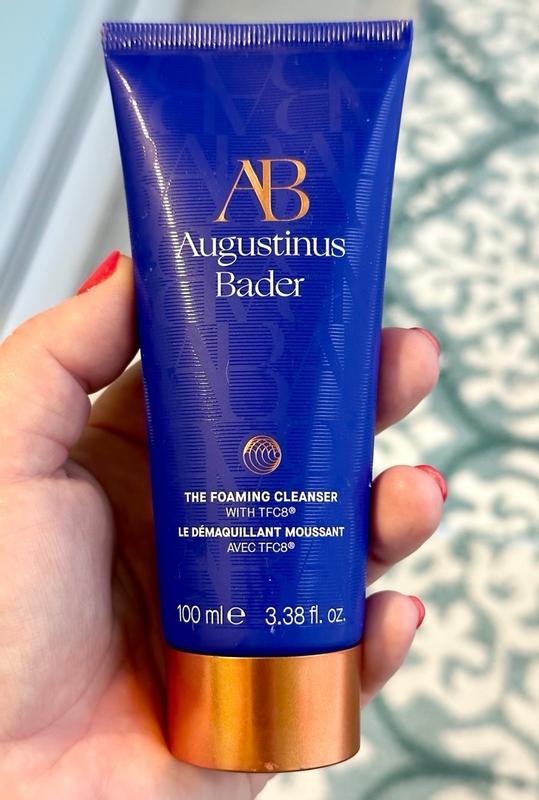 AB
Augustinus
Bader
THE FOAMING CLEANSER
WITH TFC8®
LE DÉMAQUILLANT MOUSSANT
AVEC TFC8®
100 ml ℮ 3.38 fl. oz.